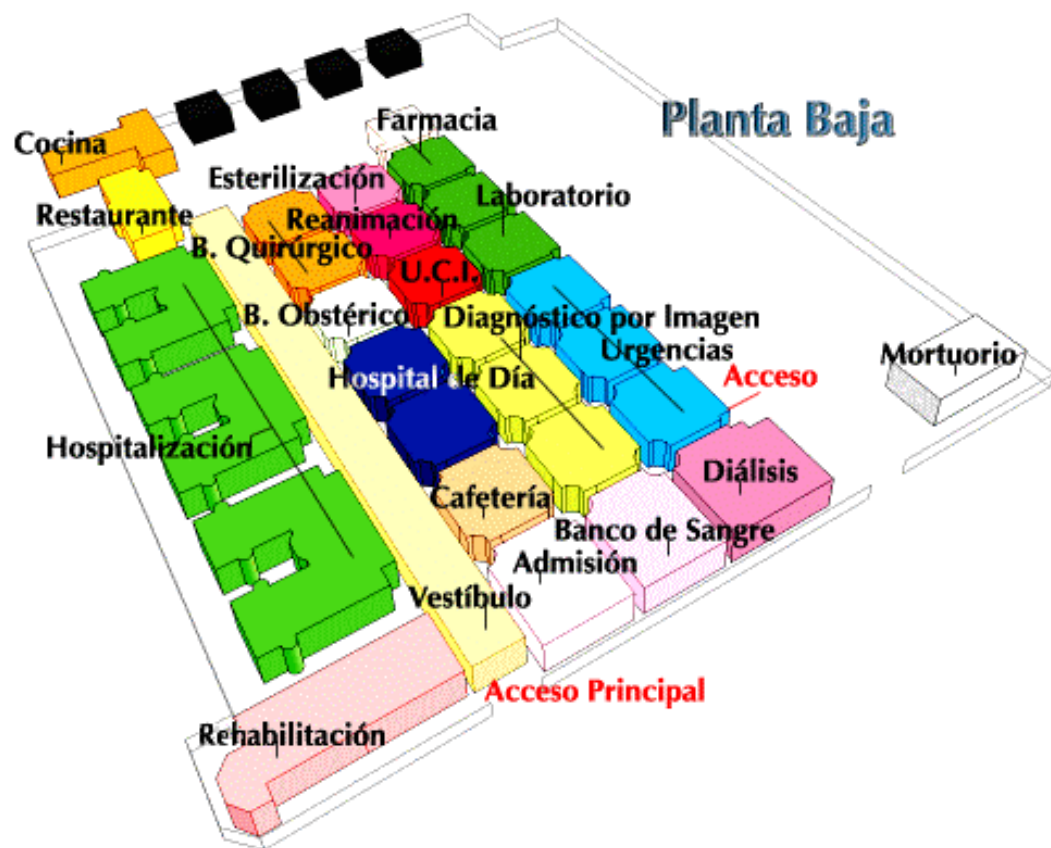 Planta Baja
Farmacia
Cocina
Esterilización
Laboratorio
Restaurante
Reanimación
B. Quirúrgico
U.C.I.
B. Obstérico
Diagnóstico por Imagen
Urgencias
Mortuorio
Hospital de Día
Acceso
Hospitalización
Diálisis
Cafetería
Banco de Sangre
Admisión
Vestíbulo
Acceso Principal
Rehabilitación